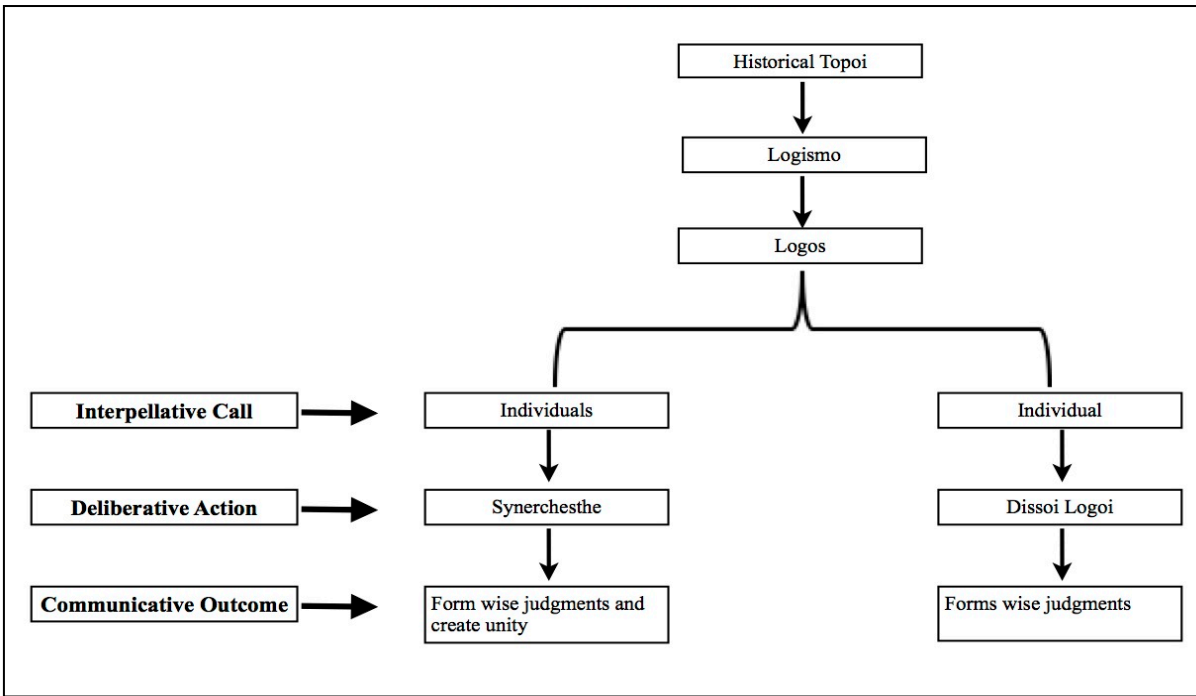 Historical Topoi
Logismo
Logos
Interpellative Call
Individuals
Individual
Deliberative Action
Synerchesthe
Dissoi Logoi
Communicative Outcome
Form wise judgments and
create unity
Forms wise judgments